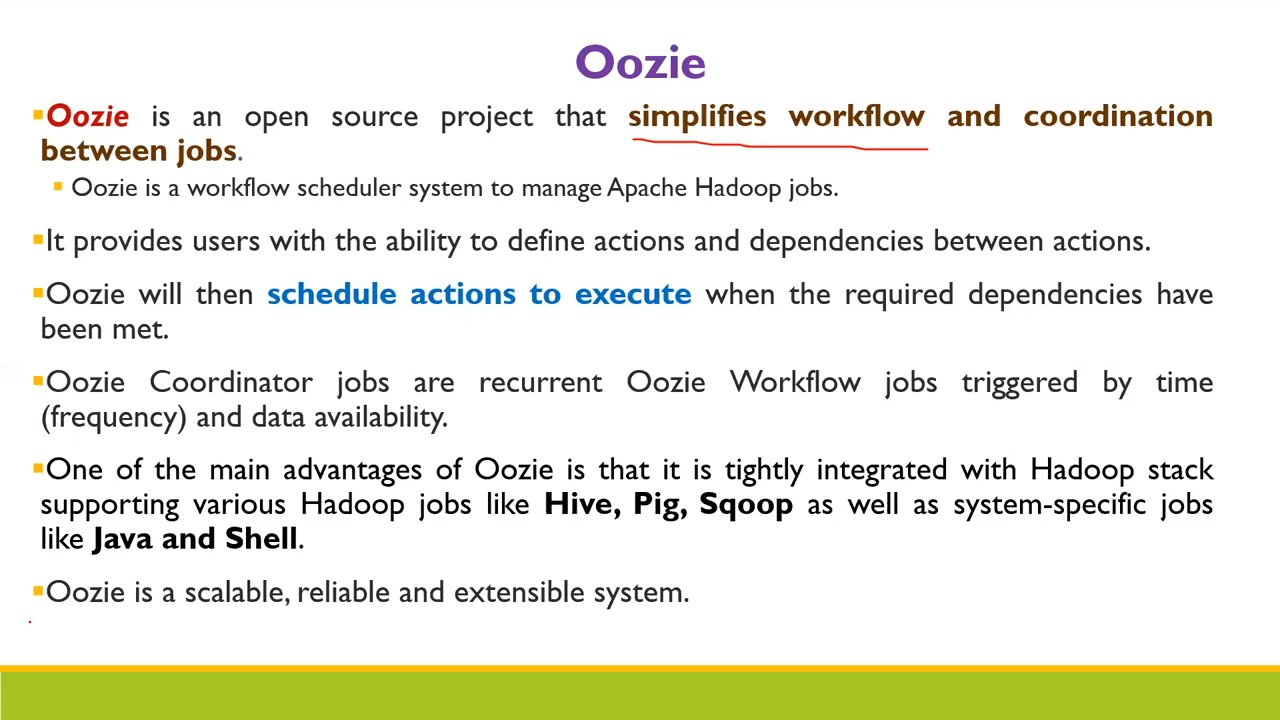 Oozie
▪Oozie is an open source project that simplifies workflow and coordination
between jobs.
▪ Oozie is a workflow scheduler system to manage Apache Hadoop jobs.
▪It provides users with the ability to define actions and dependencies between actions.
▪Oozie will then schedule actions to execute when the required dependencies have
been met.
▪Oozie Coordinator jobs are recurrent Oozie Workflow jobs triggered by time
(frequency) and data availability.
▪One of the main advantages of Oozie is that it is tightly integrated with Hadoop stack
supporting various Hadoop jobs like Hive, Pig, Sqoop as well as system-specific jobs
like Java and Shell.
▪Oozie is a scalable, reliable and extensible system.